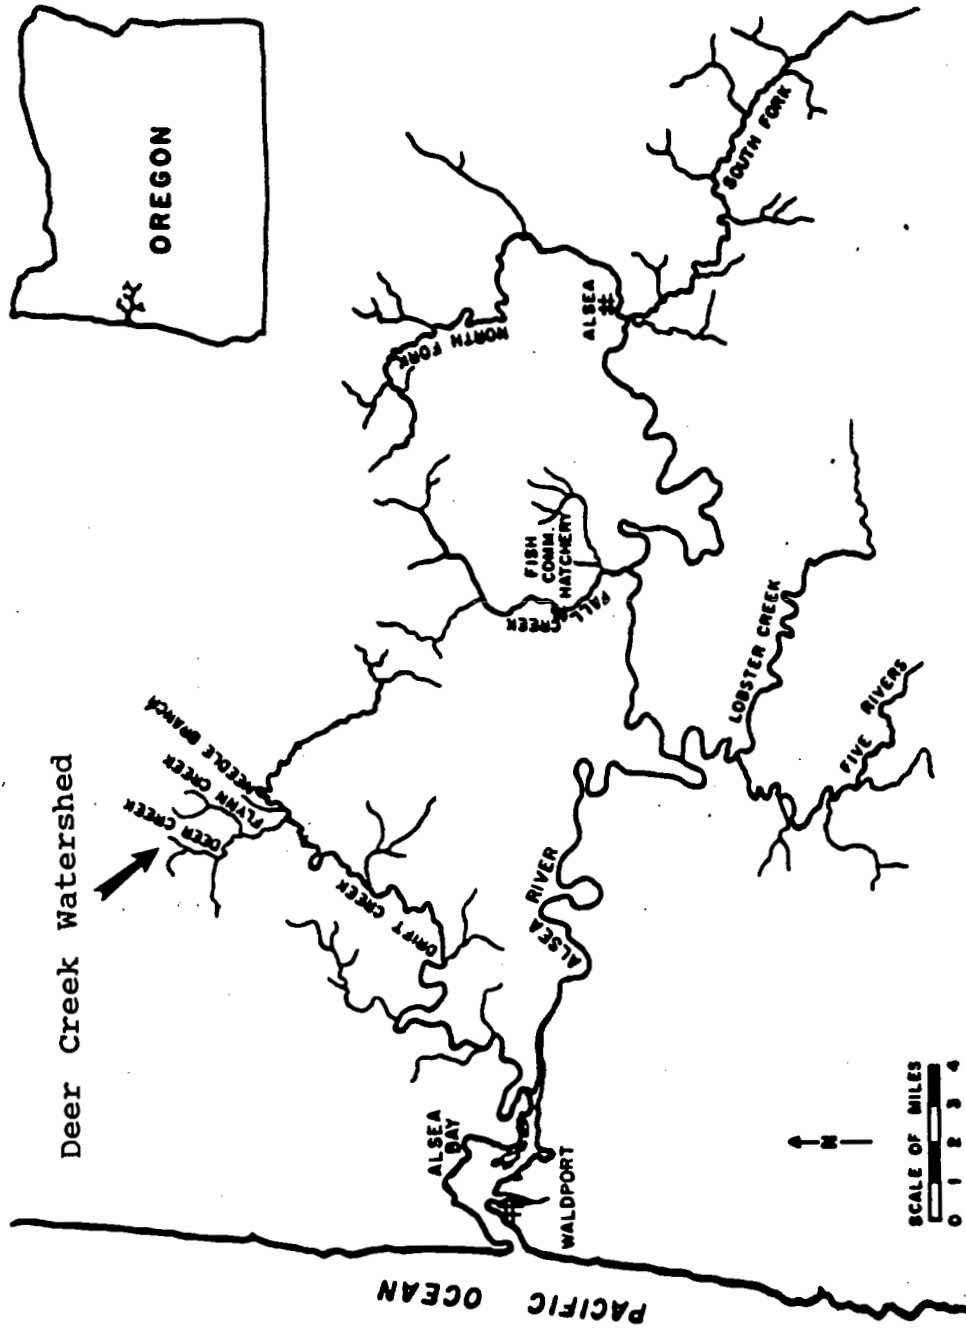 Deer Creek Watershed
OREGON
DEER CREEK
FLYNN CREEK
NEEDLE BRANCH
DRIFT CREEK
NORTH FORK
SOUTH FORK
ALSEA
FISH
COMM.
HATCHERY
FALL
CREEK
LOBSTER CREEK
FIVE RIVERS
ALSEA RIVER
ALSEA
BAY
WALDPORT
PACIFIC OCEAN
N
SCALE OF MILES
0 1 2 3 4